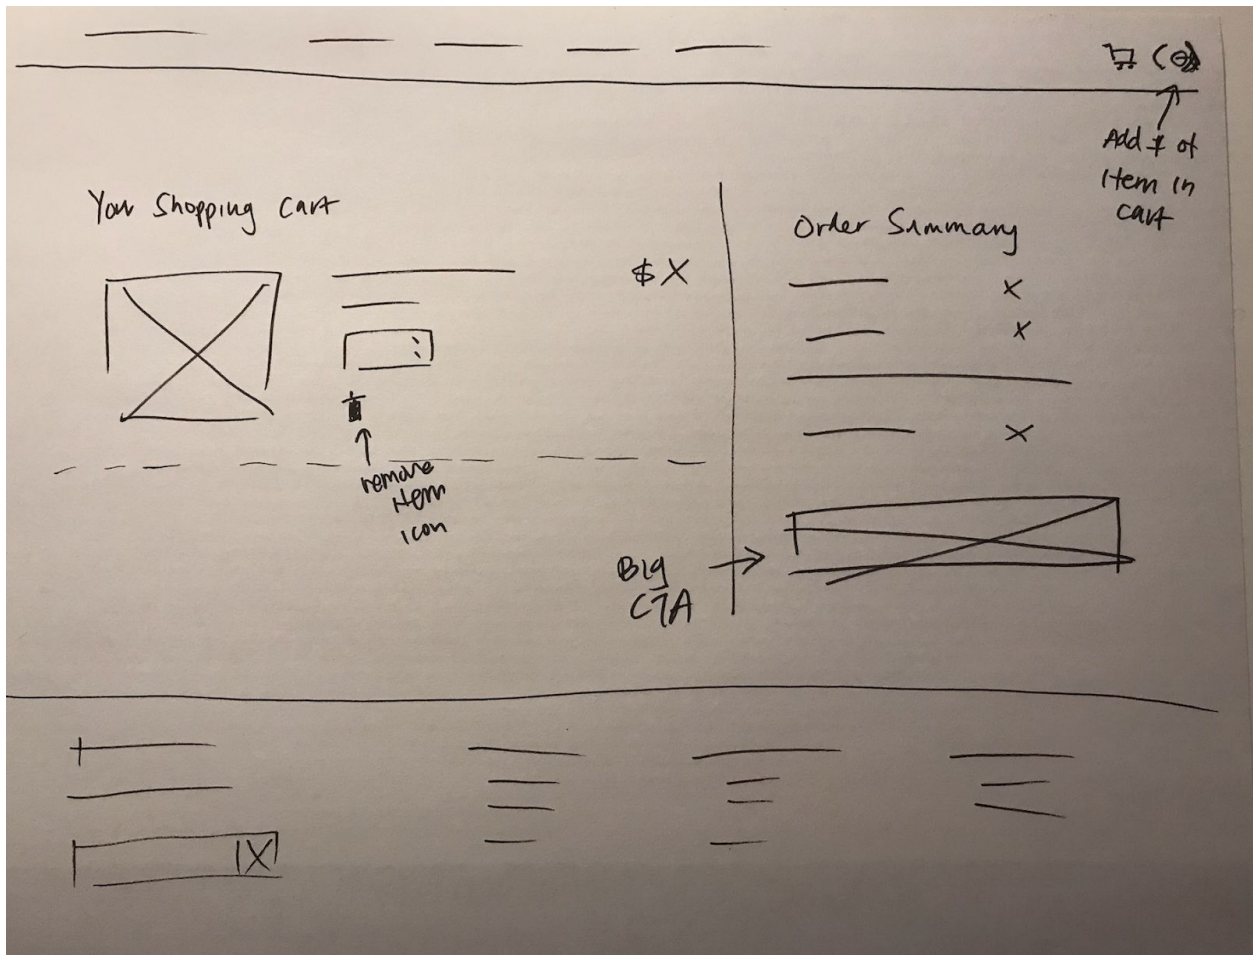 Add # of
item in
cart
Your Shopping Cart
$ X
Order Summary
X
X
X
remove
item
icon
Big
CTA
X